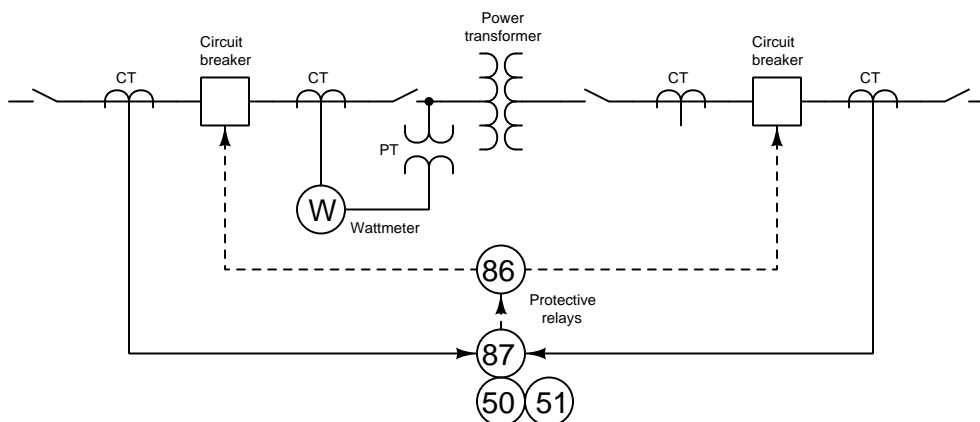 Power
transformer
Circuit
breaker
Circuit
breaker
CT
CT
CT
CT
PT
W
Wattmeter
86
Protective
relays
87
50
51